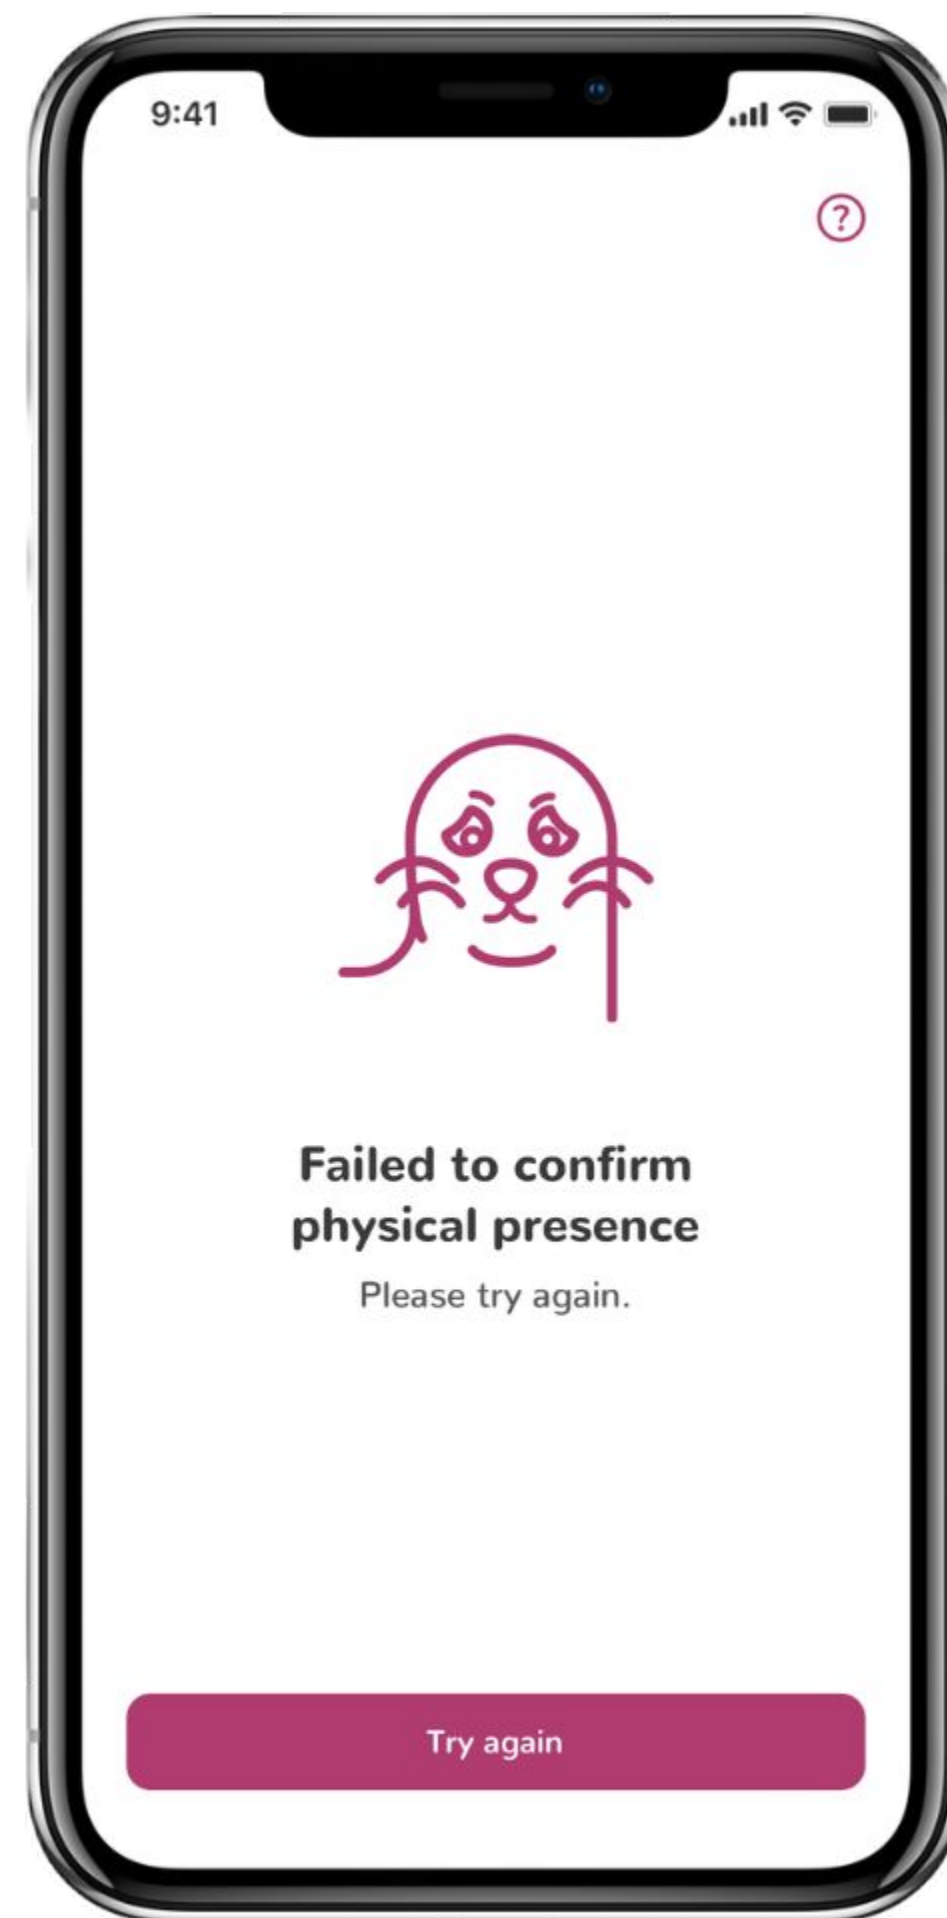 9:41
?
Failed to confirm
physical presence
Please try again.
Try again